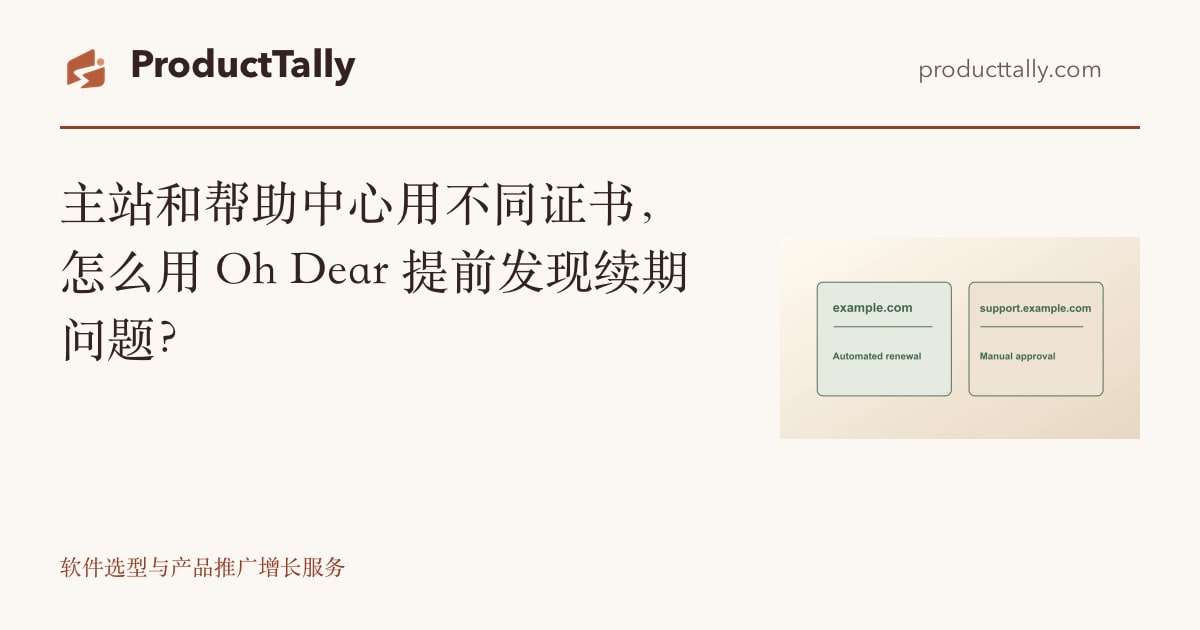 ProductTally
producttally.com
主站和帮助中心用不同证书，
怎么用 Oh Dear 提前发现续期
问题？
example.com
Automated renewal
support.example.com
Manual approval
软件选型与产品推广增长服务